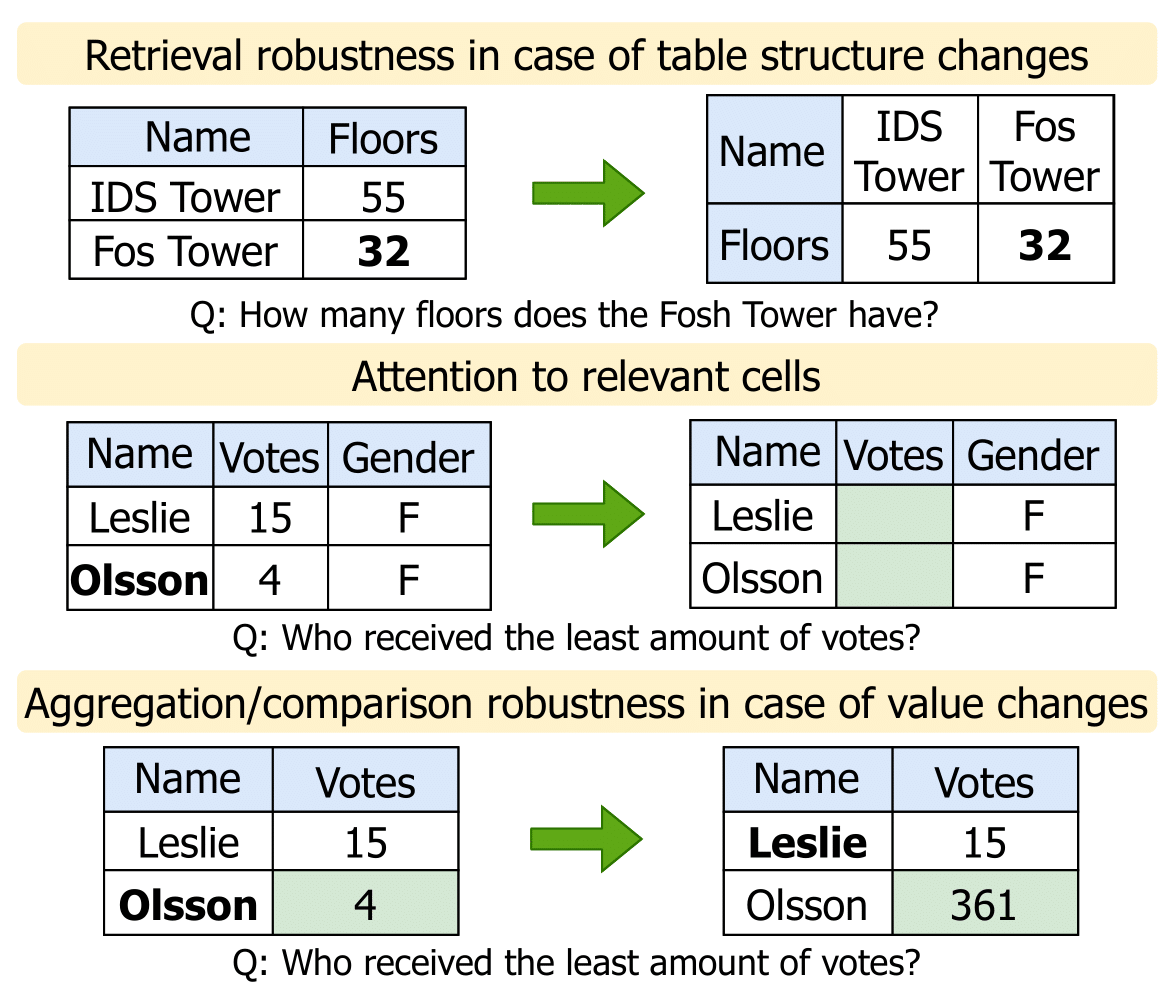 Retrieval robustness in case of table structure changes
Name Floors
IDS Tower 55
Fos Tower 32
Name IDS Tower Fos Tower
Floors 55 32
Q: How many floors does the Fosh Tower have?
Attention to relevant cells
Name Votes Gender
Leslie 15 F
Olsson 4 F
Name Votes Gender
Leslie F
Olsson F
Q: Who received the least amount of votes?
Aggregation/comparison robustness in case of value changes
Name Votes
Leslie 15
Olsson 4
Name Votes
Leslie 15
Olsson 361
Q: Who received the least amount of votes?